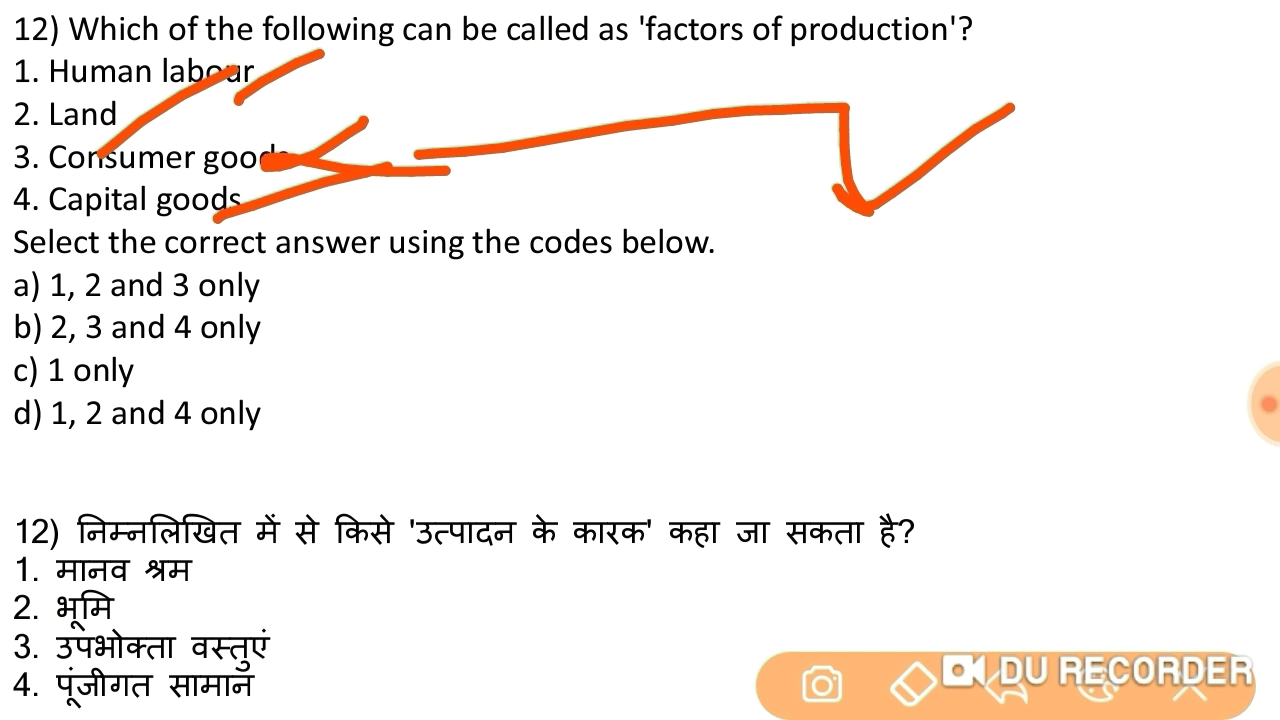 12) Which of the following can be called as 'factors of production'?
1. Human labour
2. Land
3. Consumer goods
4. Capital goods
Select the correct answer using the codes below.
a) 1, 2 and 3 only
b) 2, 3 and 4 only
c) 1 only
d) 1, 2 and 4 only
12) निम्नलिखित में से किसे 'उत्पादन के कारक' कहा जा सकता है?
1. मानव श्रम
2. भूमि
3. उपभोक्ता वस्तुएं
4. पूंजीगत सामान
DU RECORDER